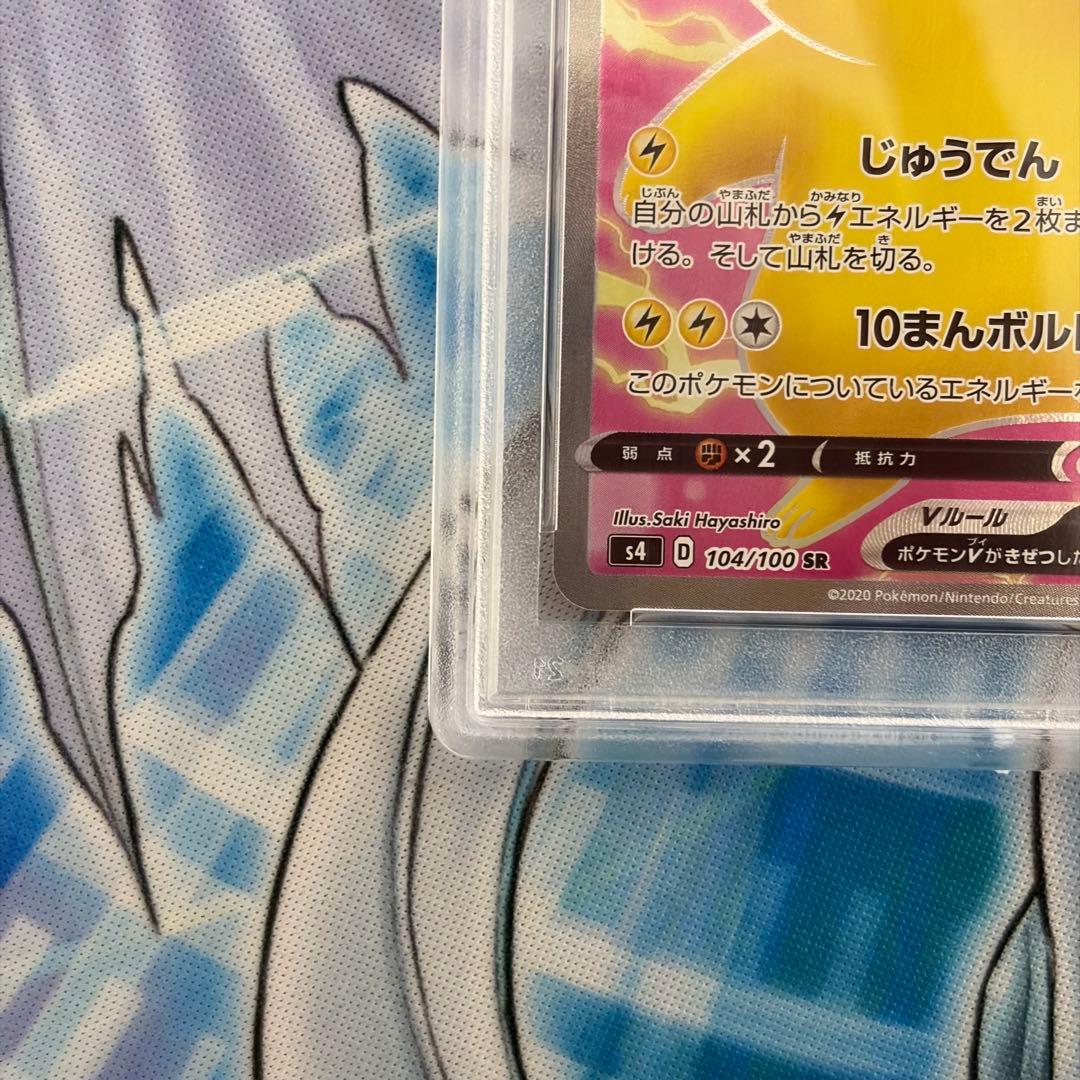 じゅうでん
じぶん やまふだ かみなり まい
自分の山札からエネルギーを2枚ま
やまふだ き
ける。そして山札を切る。
10まんボルト
このポケモンについているエネルギー
弱点 ×2 抵抗力
Illus.Saki Hayashiro
Vルール
s4 D 104/100 SR
ブイ
ポケモンVがきぜつした
©2020 Pokémon/Nintendo/Creatures